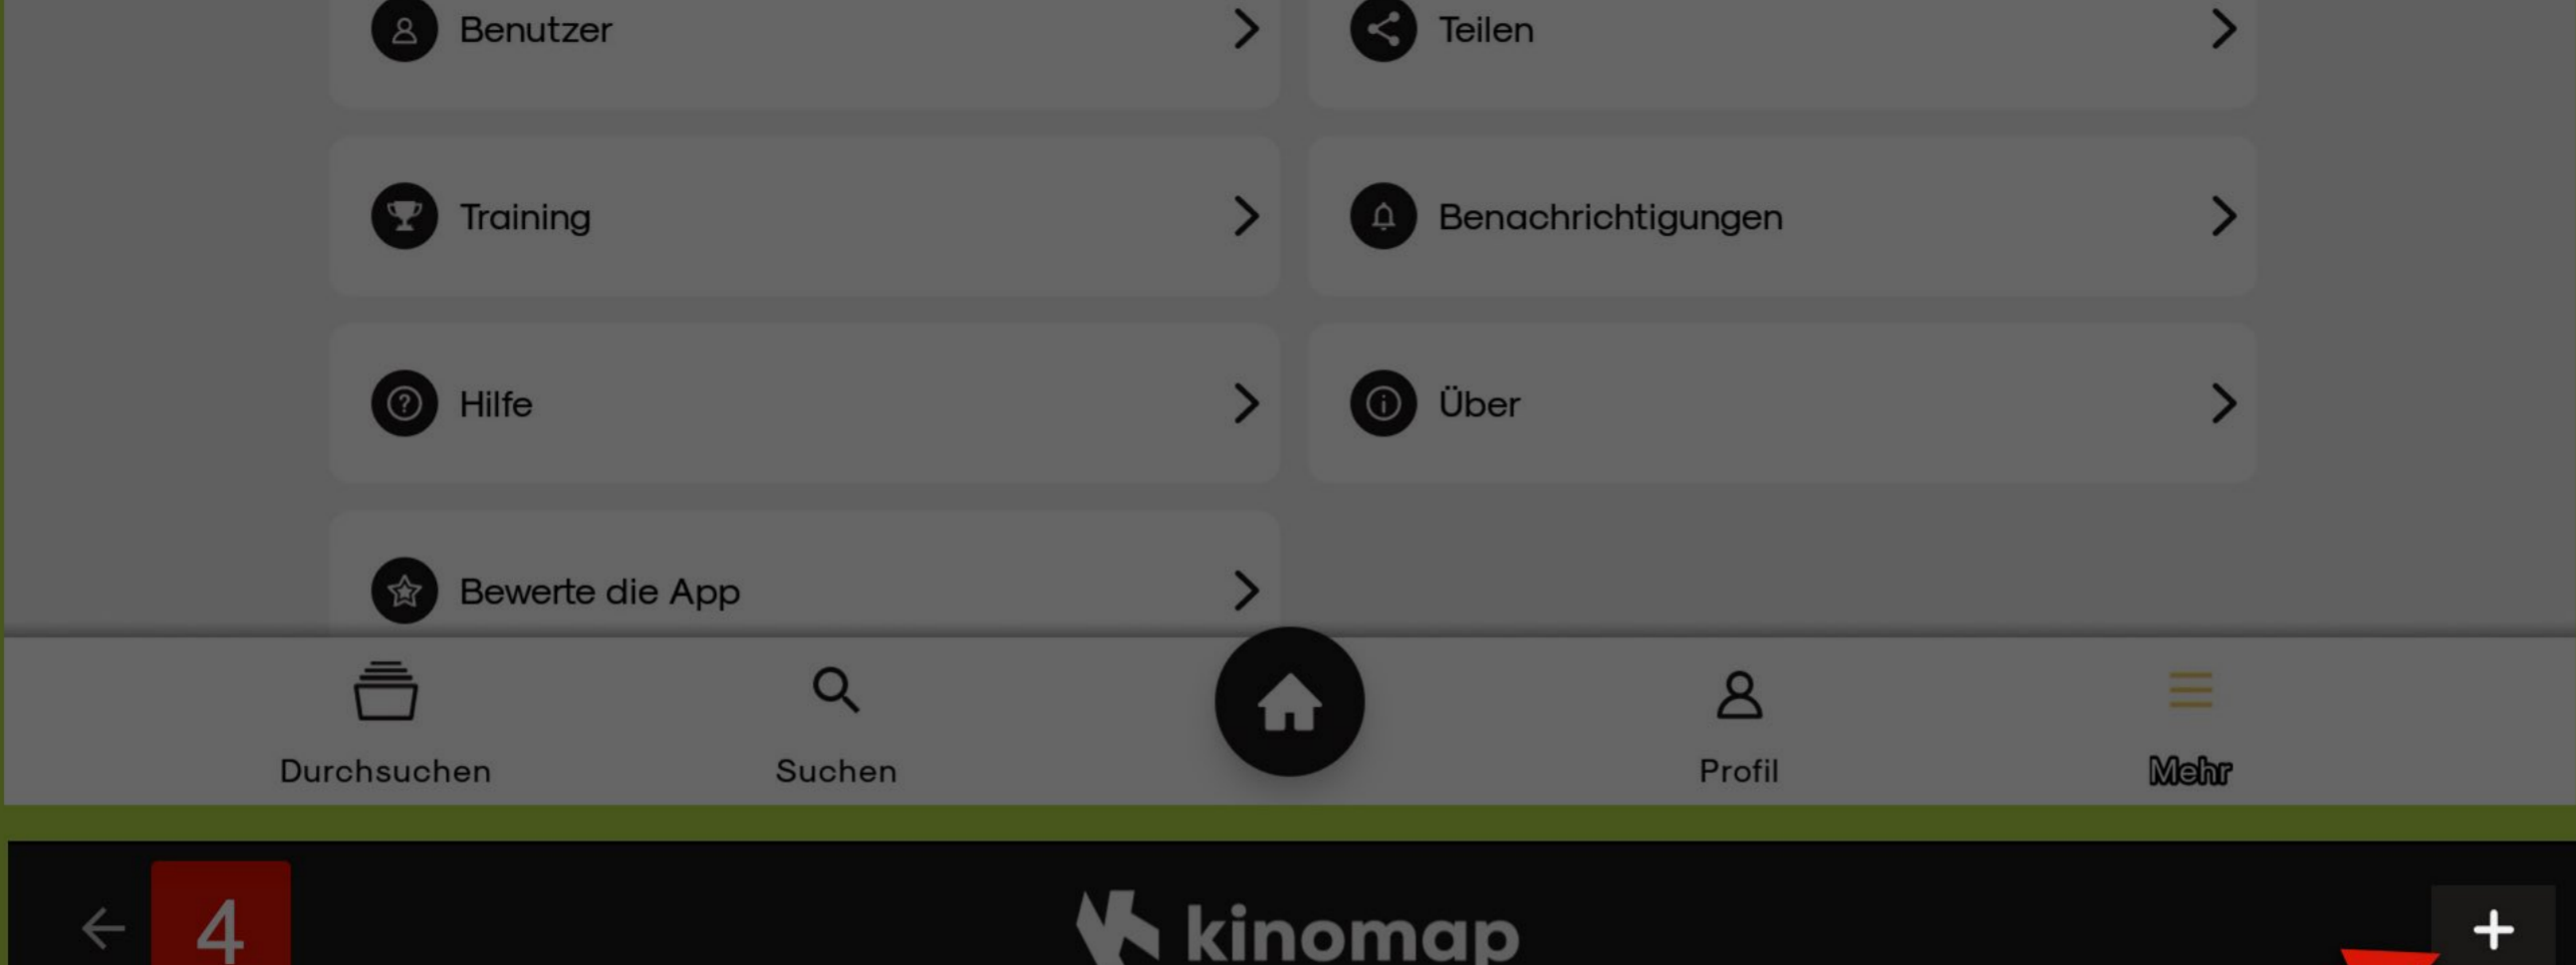 Benutzer
Teilen
Training
Benachrichtigungen
Hilfe
Über
Bewerte die App
Durchsuchen
Suchen
Profil
Mehr
4
kinomap